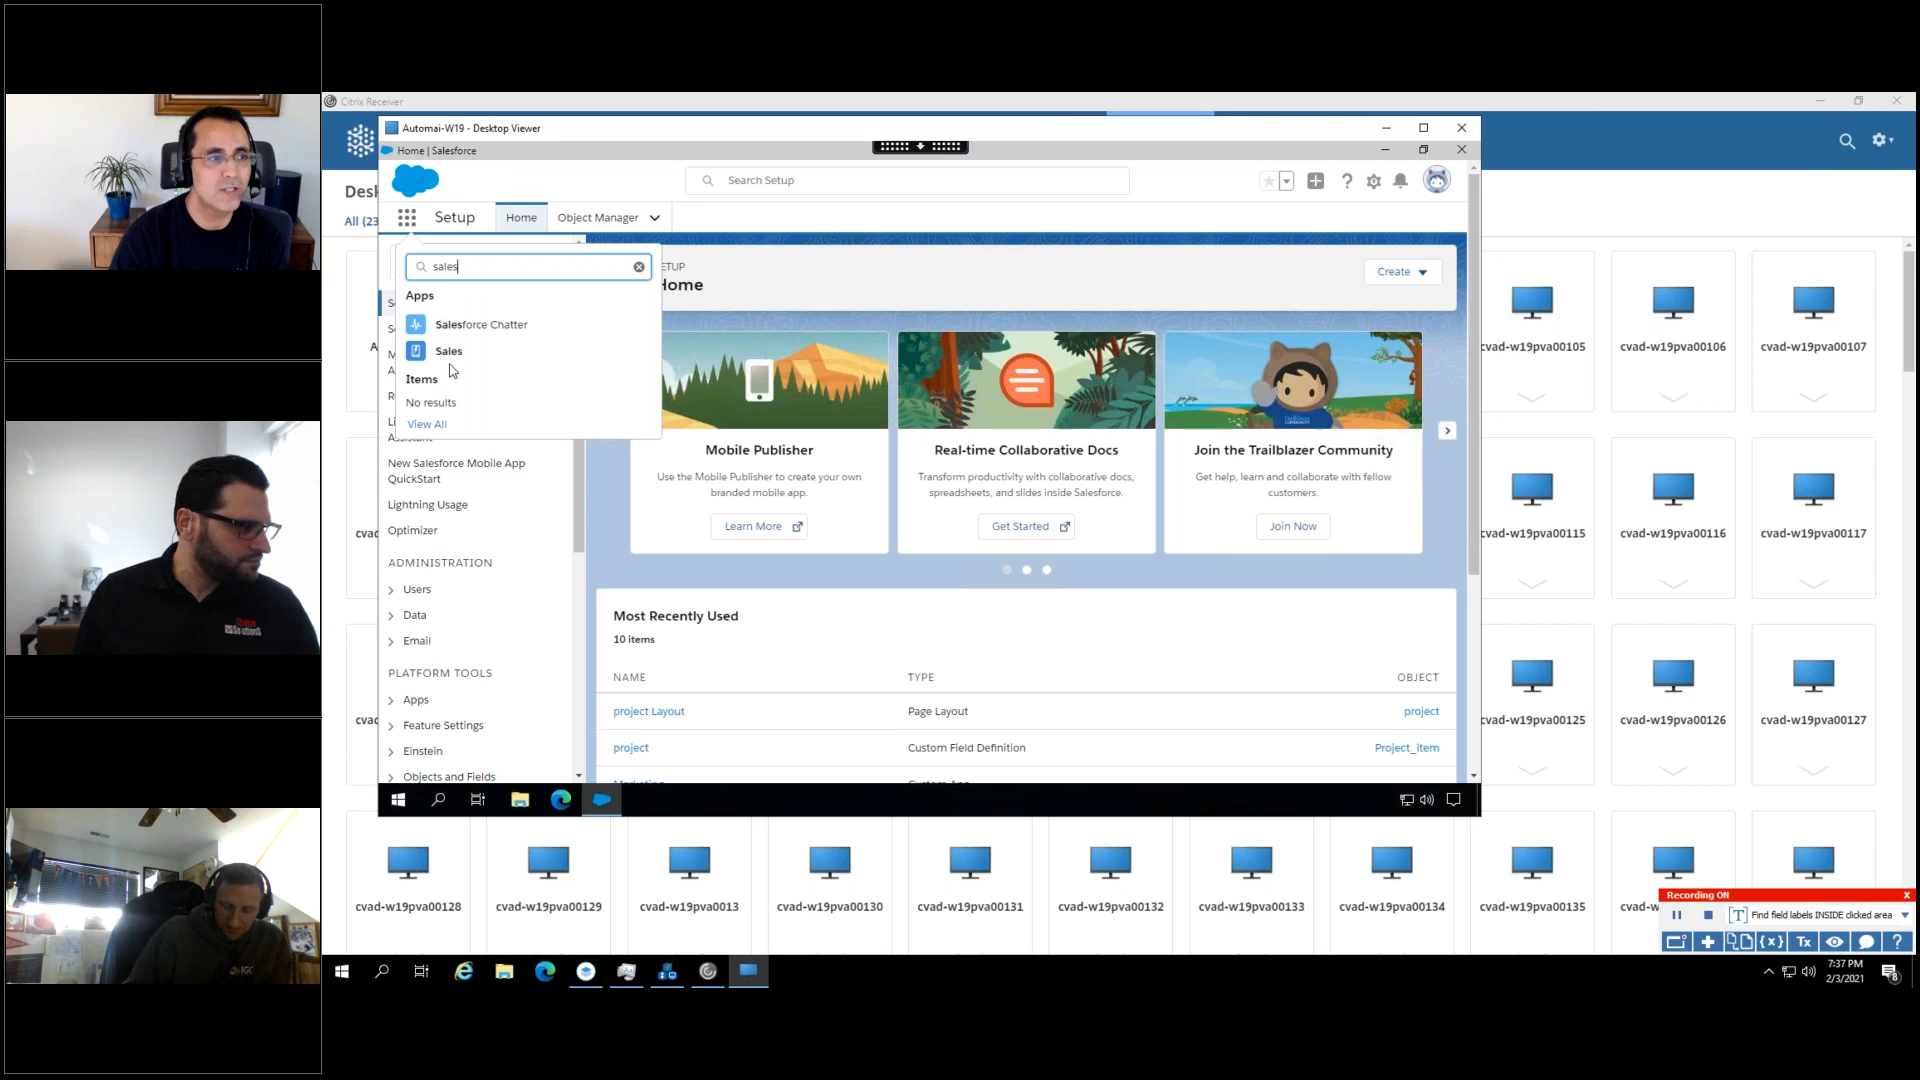 Citrix Receiver
Automai-W19 - Desktop Viewer
Home | Salesforce
Search Setup
Desk
All (23
Setup
Home
Object Manager
sales
Apps
Salesforce Chatter
Sales
Items
No results
View All
ETUP
Home
Create
Assistant
New Salesforce Mobile App
QuickStart
Lightning Usage
Optimizer
ADMINISTRATION
Users
Data
Email
PLATFORM TOOLS
Apps
Feature Settings
Einstein
Objects and Fields
Mobile Publisher
Use the Mobile Publisher to create your own
branded mobile app.
Learn More
Real-time Collaborative Docs
Transform productivity with collaborative docs,
spreadsheets, and slides inside Salesforce.
Get Started
Join the Trailblazer Community
Get help, learn and collaborate with fellow
customers.
Join Now
Most Recently Used
10 items
NAME TYPE OBJECT
project Layout Page Layout project
project Custom Field Definition Project_item
cvad-w19pva00105 cvad-w19pva00106 cvad-w19pva00107
cvad-w19pva00115 cvad-w19pva00116 cvad-w19pva00117
cvad-w19pva00125 cvad-w19pva00126 cvad-w19pva00127
cvad-w19pva00128 cvad-w19pva00129 cvad-w19pva0013 cvad-w19pva00130 cvad-w19pva00131 cvad-w19pva00132 cvad-w19pva00133 cvad-w19pva00134 cvad-w19pva00135 cvad-w
Recording ON x
Find field labels INSIDE clicked area
Tx
7:37 PM
2/3/2021
8